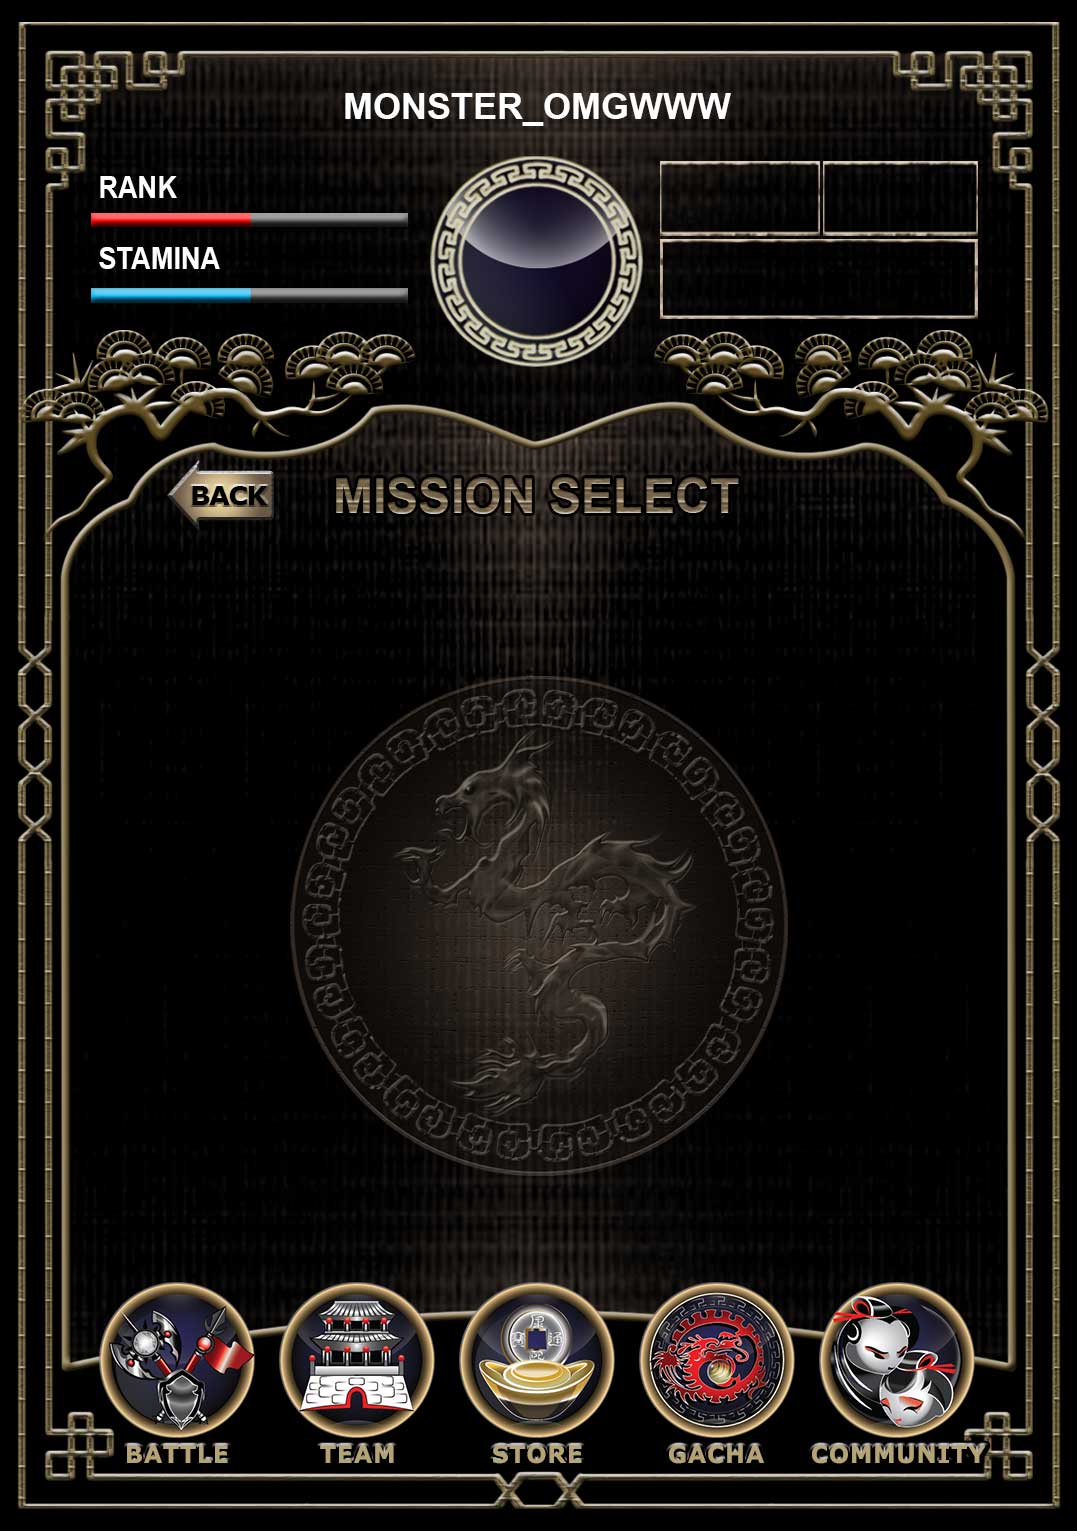 MONSTER_OMGWWW
RANK
STAMINA
BACK
MISSION SELECT
BATTLE
TEAM
STORE
GACHA
COMMUNITY